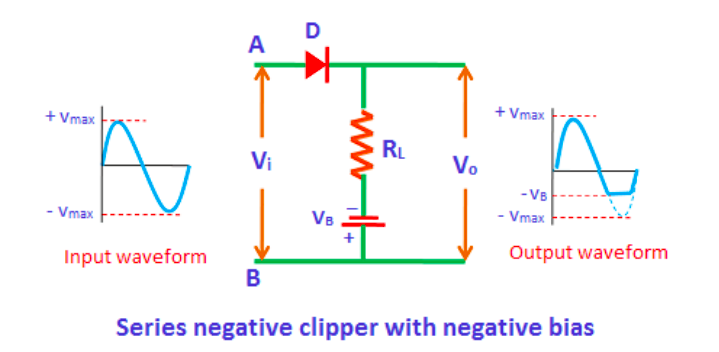 D
A
+ Vmax
- Vmax
Input waveform
Vi
RL
VB
−
+
Vo
B
+ Vmax
- VB
- Vmax
Output waveform
Series negative clipper with negative bias